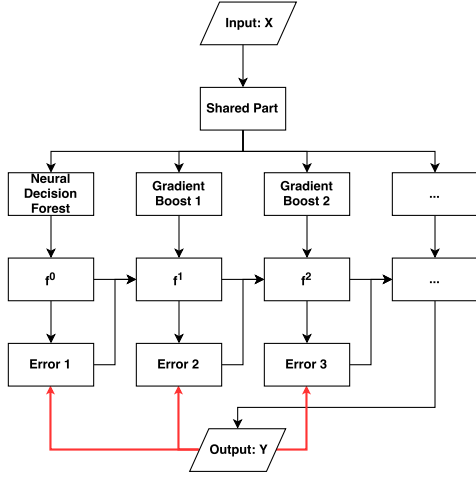 Input: X
Shared Part
Neural
Decision
Forest
Gradient
Boost 1
Gradient
Boost 2
...
f⁰
f¹
f²
...
Error 1
Error 2
Error 3
Output: Y